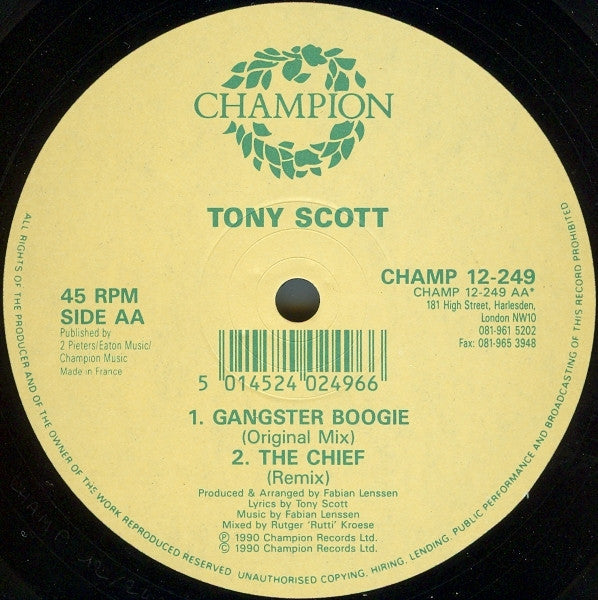 CHAMPION
TONY SCOTT
45 RPM
SIDE AA
Published by
2 Pieters/Eaton Music/
Champion Music
Made in France
CHAMP 12-249
CHAMP 12-249 AA*
181 High Street, Harlesden,
London NW10
081-961 5202
Fax: 081-965 3948
5 014524 024966
1. GANGSTER BOOGIE
(Original Mix)
2. THE CHIEF
(Remix)
Produced & Arranged by Fabian Lenssen
Lyrics by Tony Scott
Music by Fabian Lenssen
Mixed by Rutger 'Rutti' Kroese
℗ 1990 Champion Records Ltd.
© 1990 Champion Records Ltd.
ALL RIGHTS OF THE PRODUCER AND OF THE OWNER OF THE WORK REPRODUCED RESERVED. UNAUTHORISED COPYING, HIRING, LENDING, PUBLIC PERFORMANCE AND BROADCASTING OF THIS RECORD PROHIBITED